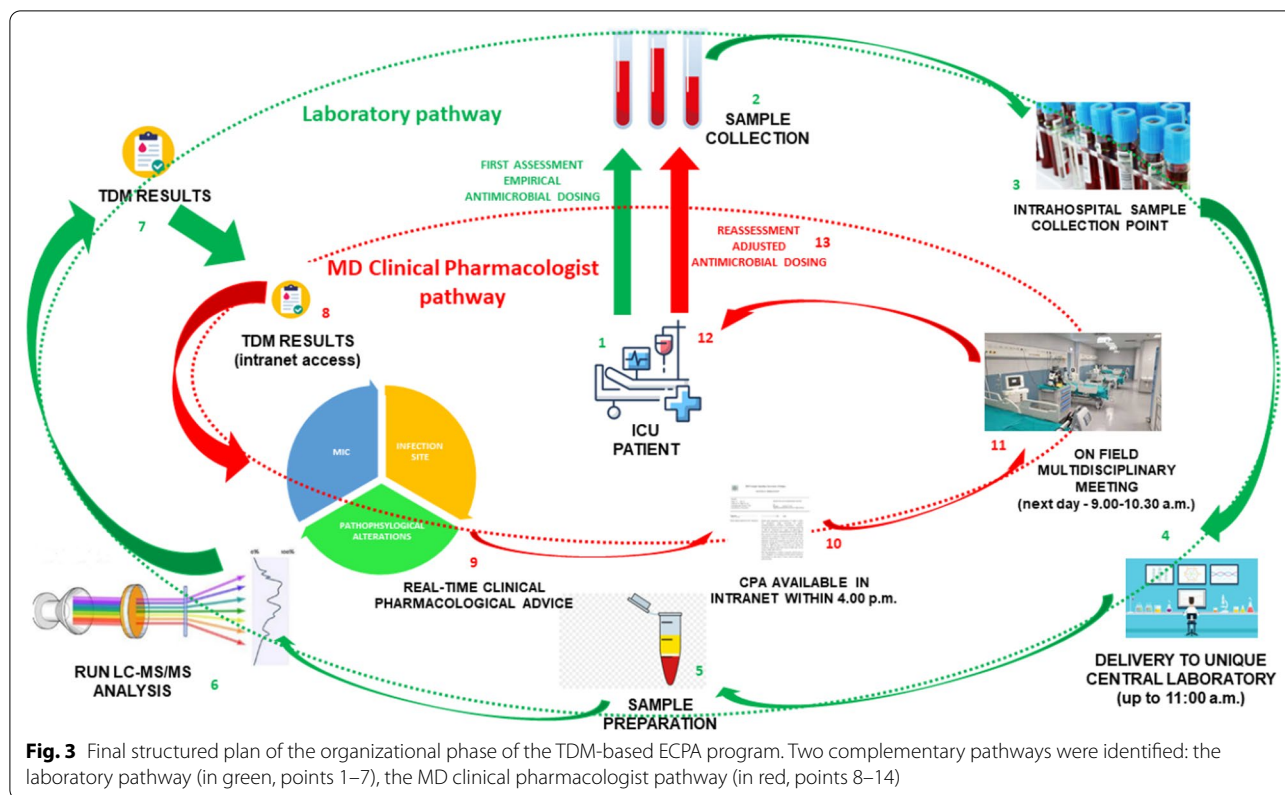 Laboratory pathway
2
SAMPLE
COLLECTION
3
INTRAHOSPITAL SAMPLE
COLLECTION POINT
TDM RESULTS
7
FIRST ASSESSMENT
EMPIRICAL
ANTIMICROBIAL DOSING
REASSESSMENT
ADJUSTED
ANTIMICROBIAL DOSING
13
MD Clinical Pharmacologist
pathway
8
TDM RESULTS
(intranet access)
1
12
ICU
PATIENT
11
ON FIELD
MULTIDISCIPLINARY
MEETING
(next day - 9.00-10.30 a.m.)
MIC
INFECTION
SITE
PATHOPHSYLOGICAL
ALTERATIONS
9
REAL-TIME CLINICAL
PHARMACOLOGICAL ADVICE
10
CPA AVAILABLE IN
INTRANET WITHIN 4.00 p.m.
4
DELIVERY TO UNIQUE
CENTRAL LABORATORY
(up to 11:00 a.m.)
5
SAMPLE
PREPARATION
RUN LC-MS/MS
ANALYSIS
6
Fig. 3 Final structured plan of the organizational phase of the TDM-based ECPA program. Two complementary pathways were identified: the
laboratory pathway (in green, points 1–7), the MD clinical pharmacologist pathway (in red, points 8–14)